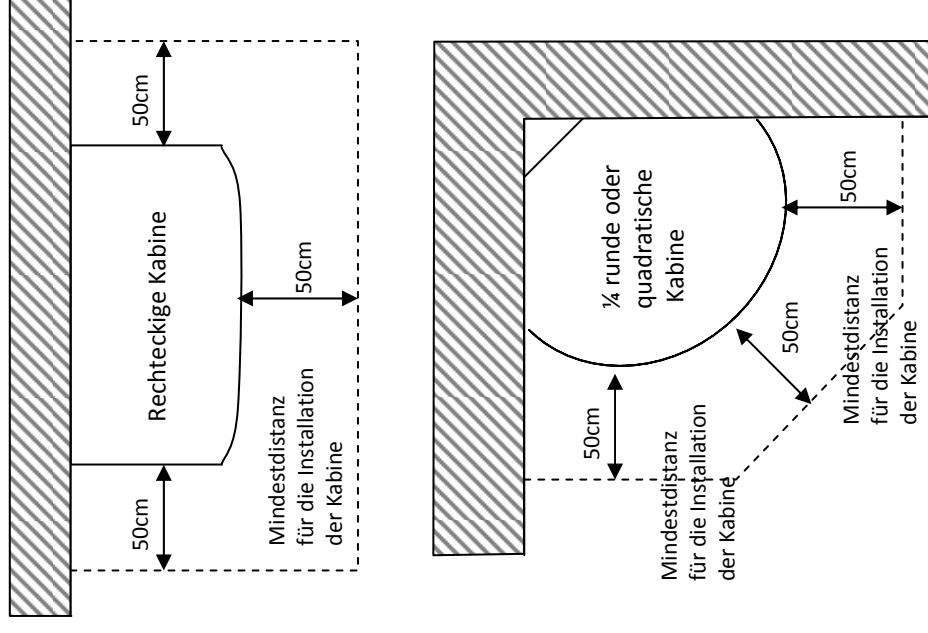 50cm
Rechteckige Kabine
50cm
50cm
Mindestdistanz
für die Installation
der Kabine
¼ runde oder
quadratische
Kabine
50cm
50cm
50cm
Mindestdistanz
für die Installation
der Kabine
Mindestdistanz
für die Installation
der Kabine